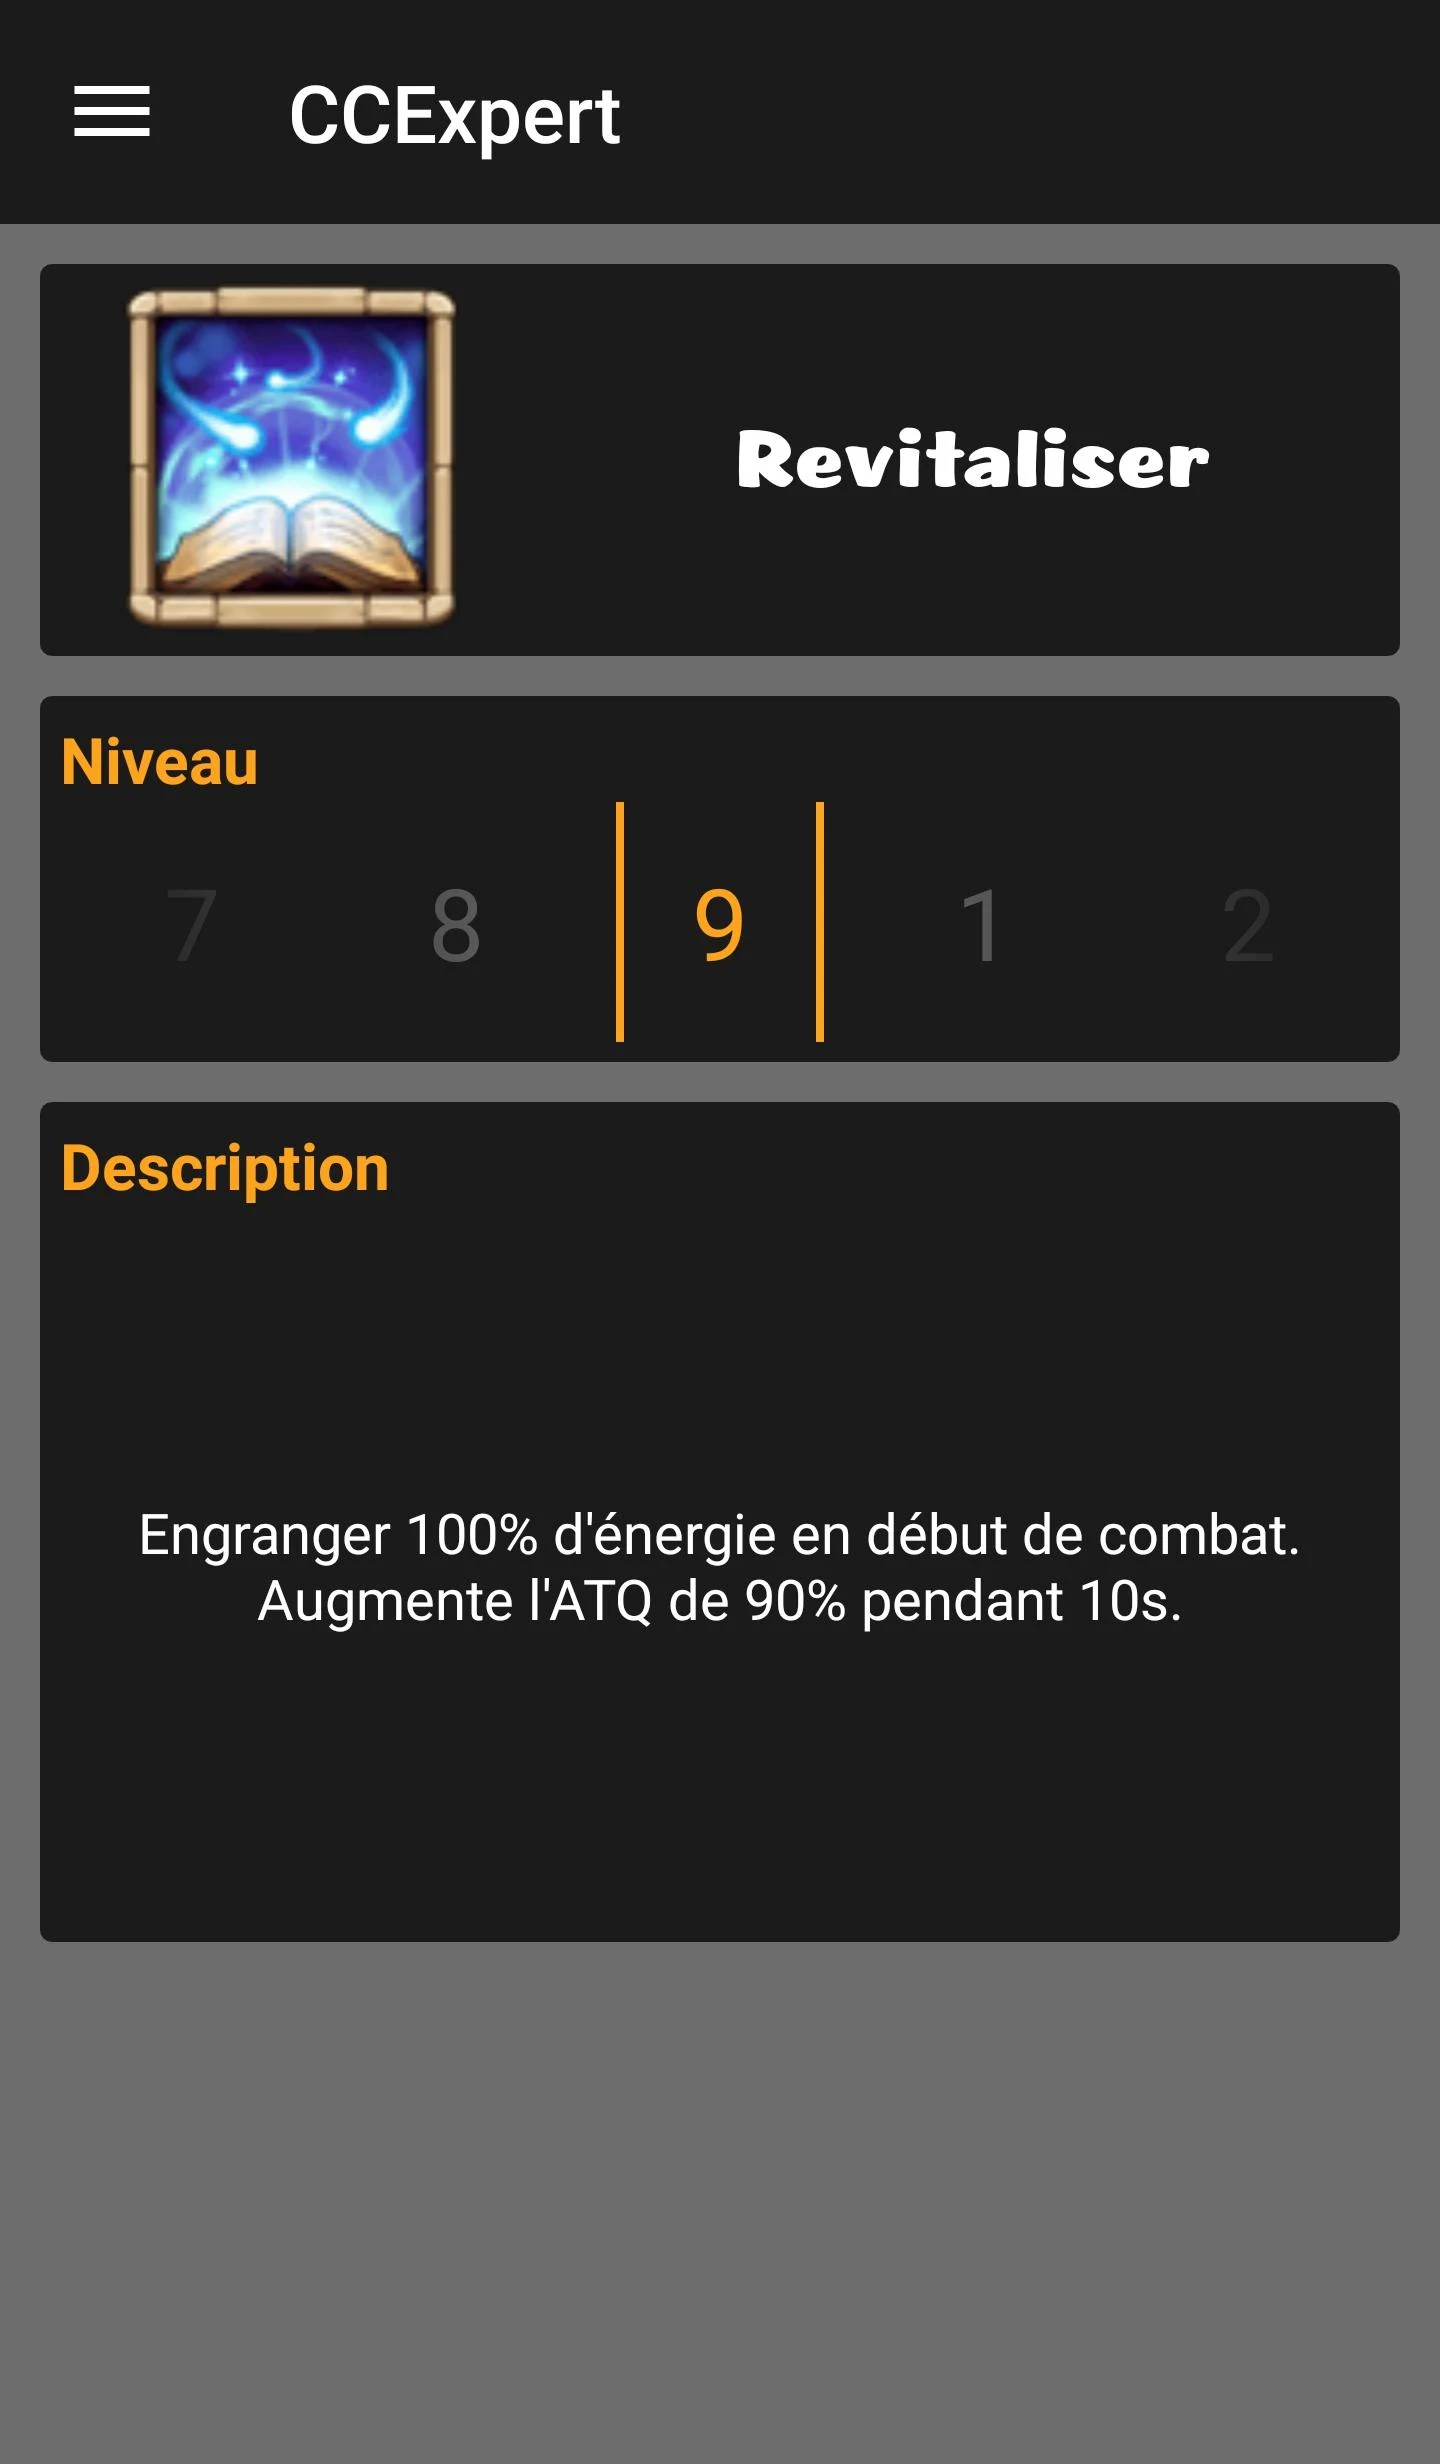 CCExpert
Revitaliser
Niveau
7 8 9 1 2
Description
Engranger 100% d'énergie en début de combat.
Augmente l'ATQ de 90% pendant 10s.